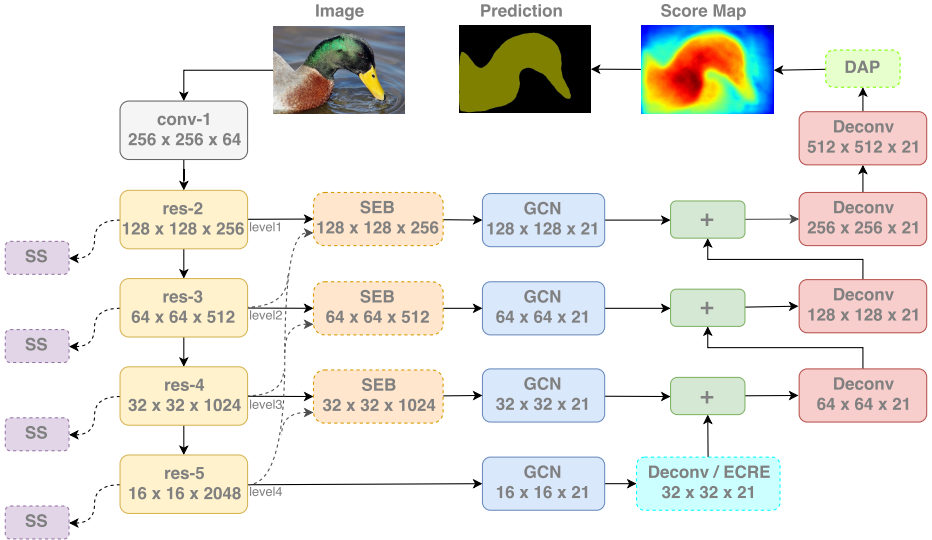 Image
Prediction
Score Map
DAP
conv-1
256 x 256 x 64
Deconv
512 x 512 x 21
res-2
128 x 128 x 256
level1
SEB
128 x 128 x 256
GCN
128 x 128 x 21
+
Deconv
256 x 256 x 21
SS
res-3
64 x 64 x 512
level2
SEB
64 x 64 x 512
GCN
64 x 64 x 21
+
Deconv
128 x 128 x 21
SS
res-4
32 x 32 x 1024
level3
SEB
32 x 32 x 1024
GCN
32 x 32 x 21
+
Deconv
64 x 64 x 21
SS
res-5
16 x 16 x 2048
level4
GCN
16 x 16 x 21
Deconv / ECRE
32 x 32 x 21
SS